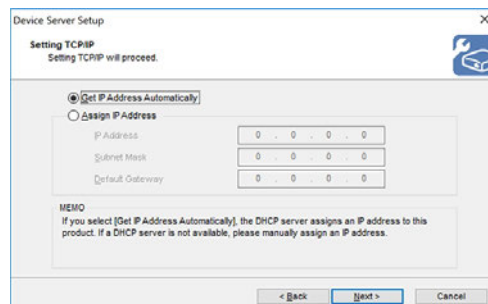 Device Server Setup
Setting TCP/IP
Setting TCP/IP will proceed.
Get IP Address Automatically
Assign IP Address
IP Address 0 . 0 . 0 . 0
Subnet Mask 0 . 0 . 0 . 0
Default Gateway 0 . 0 . 0 . 0
MEMO
If you select [Get IP Address Automatically], the DHCP server assigns an IP address to this
product. If a DHCP server is not available, please manually assign an IP address.
< Back Next > Cancel